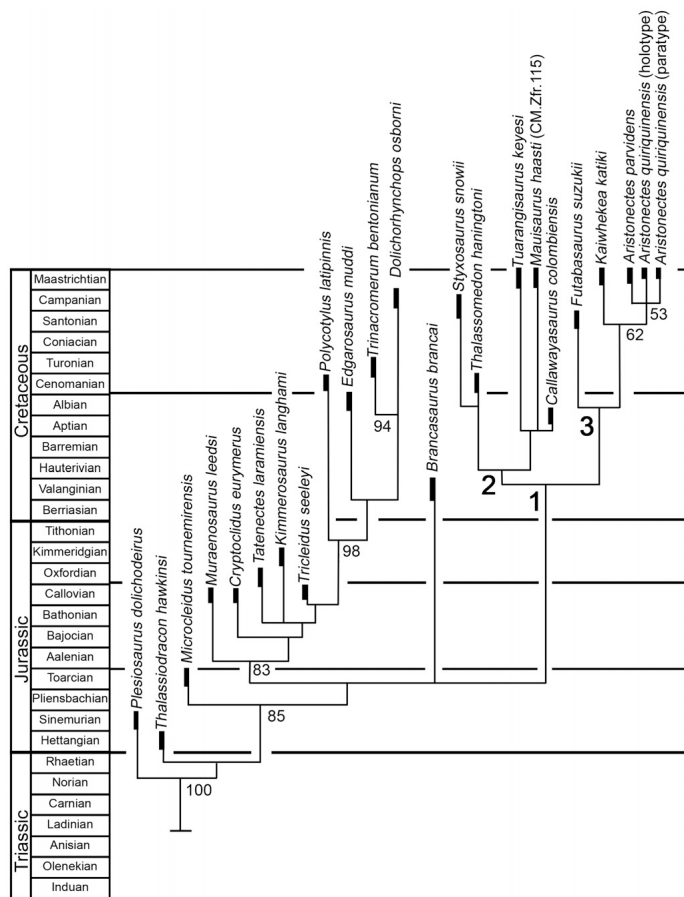 Plesiosaurus dolichodeirus
Thalassiodracon hawkinsi
Microcleidus tournemirensis
Muraenosaurus leedsi
Cryptoclidus eurymerus
Tatenectes laramiensis
Kimmerosaurus langhami
Tricleidus seeleyi
Polycotylus latipinnis
Edgarosaurus muddi
Trinacromerum bentonianum
Dolichorhynchops osborni
Brancasaurus brancai
Styxosaurus snowii
Thalassomedon haningtoni
Tuarangisaurus keyesi
Mauisaurus haasti (CM.Zfr.115)
Callawayasaurus colombiensis
Futabasaurus suzukii
Kaiwhekea katiki
Aristonectes parvidens
Aristonectes quiriquinensis (holotype)
Aristonectes quiriquinensis (paratype)
Cretaceous
Maastrichtian
Campanian
Santonian
Coniacian
Turonian
Cenomanian
Albian
Aptian
Barremian
Hauterivian
Valanginian
Berriasian
Jurassic
Tithonian
Kimmeridgian
Oxfordian
Callovian
Bathonian
Bajocian
Aalenian
Toarcian
Pliensbachian
Sinemurian
Hettangian
Triassic
Rhaetian
Norian
Carnian
Ladinian
Anisian
Olenekian
Induan
53
62
94
3
2
1
98
83
85
100